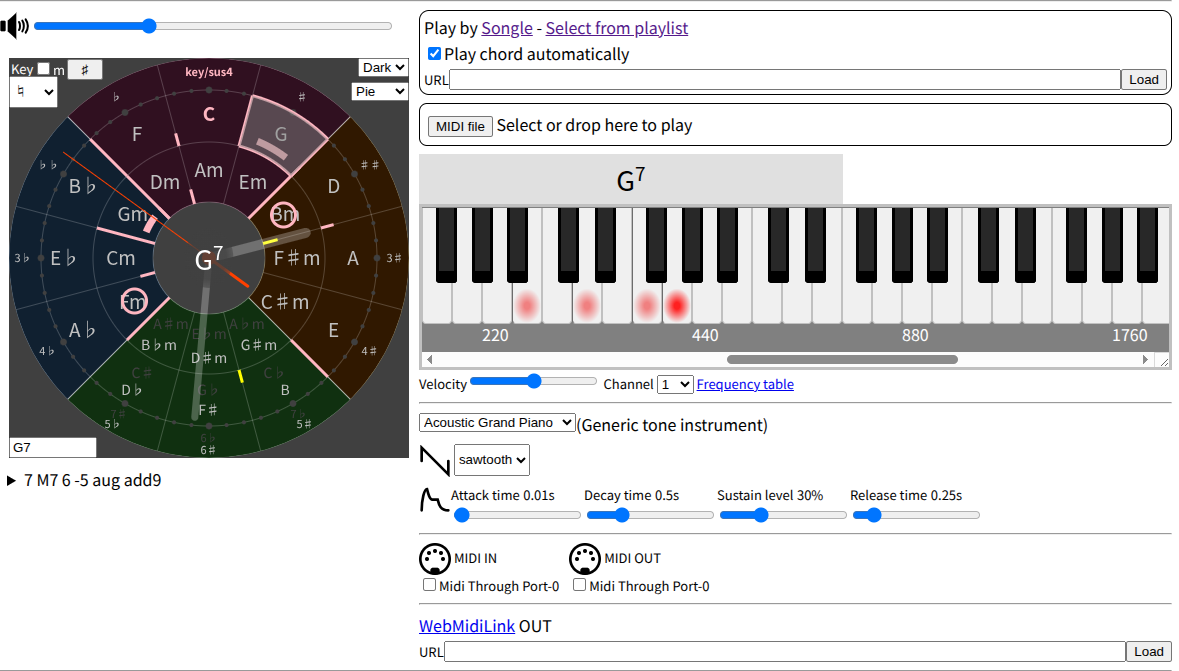 Play by Songle - Select from playlist
Play chord automatically
URL Load
MIDI file Select or drop here to play
Key m ♯
Dark
♮
Pie
key/sus4
♭
♯
C
F
G
♭♭
♯♯
B♭
Dm
Am
Em
D
Gm
Bm
3♭
E♭
Cm
G7
F♯m
A
3♯
Fm
C♯m
A♭
E
4♭
4♯
A♯m
E♭m
A♭m
B♭m
D♯m
G♯m
C♯
C♭
D♭
G♭
B
7♯
F♯
7♭
5♭
5♯
6♭
6♯
G7
7 M7 6 -5 aug add9
G7
220 440 880 1760
Velocity Channel 1 Frequency table
Acoustic Grand Piano (Generic tone instrument)
sawtooth
Attack time 0.01s Decay time 0.5s Sustain level 30% Release time 0.25s
MIDI IN MIDI OUT
Midi Through Port-0 Midi Through Port-0
WebMidiLink OUT
URL Load